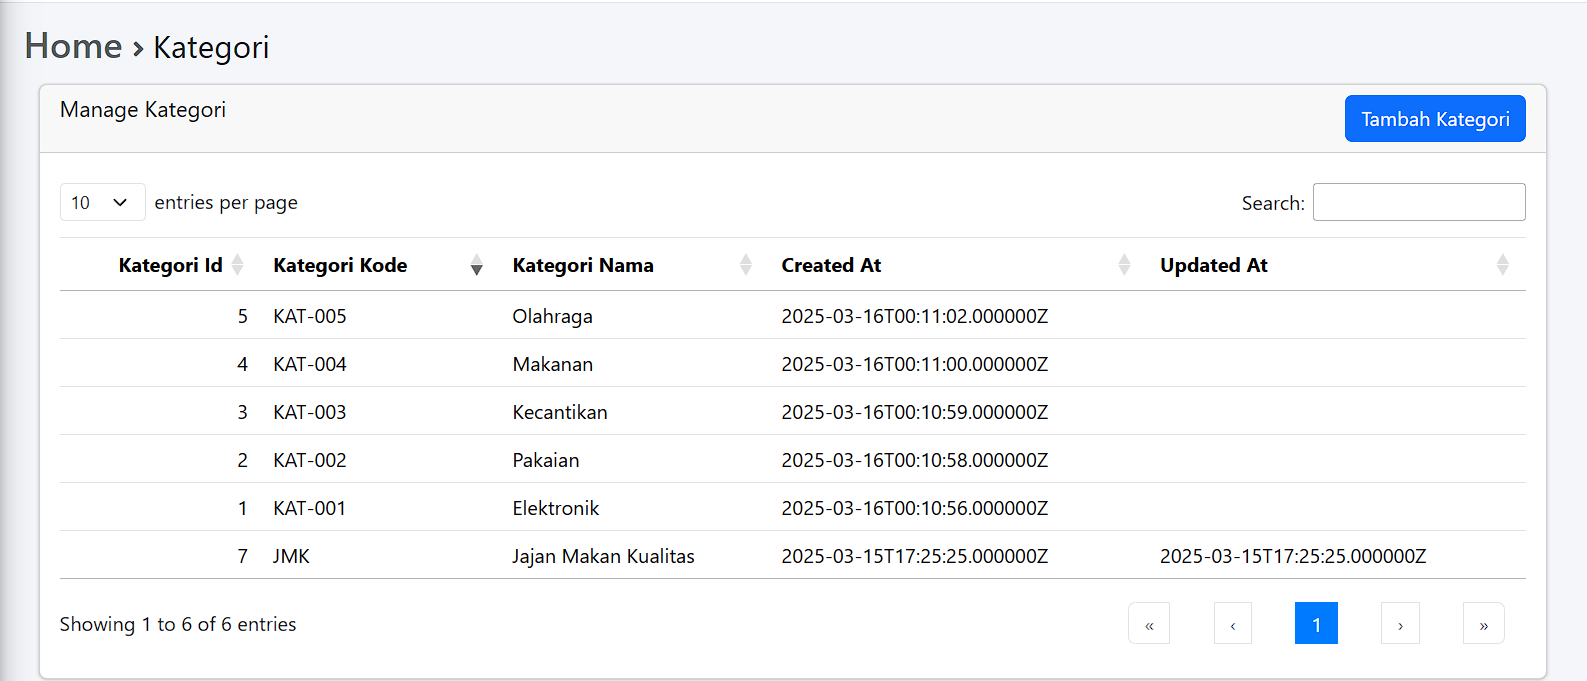 Home › Kategori
Manage Kategori
Tambah Kategori
10 entries per page
Search:
Kategori Id Kategori Kode Kategori Nama Created At Updated At
5 KAT-005 Olahraga 2025-03-16T00:11:02.000000Z
4 KAT-004 Makanan 2025-03-16T00:11:00.000000Z
3 KAT-003 Kecantikan 2025-03-16T00:10:59.000000Z
2 KAT-002 Pakaian 2025-03-16T00:10:58.000000Z
1 KAT-001 Elektronik 2025-03-16T00:10:56.000000Z
7 JMK Jajan Makan Kualitas 2025-03-15T17:25:25.000000Z 2025-03-15T17:25:25.000000Z
Showing 1 to 6 of 6 entries
« ‹ 1 › »